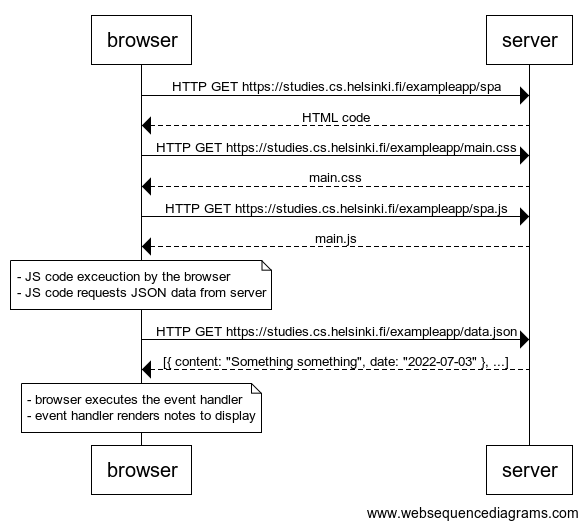 browser
server
HTTP GET https://studies.cs.helsinki.fi/exampleapp/spa
HTML code
HTTP GET https://studies.cs.helsinki.fi/exampleapp/main.css
main.css
HTTP GET https://studies.cs.helsinki.fi/exampleapp/spa.js
main.js
- JS code exceuction by the browser
- JS code requests JSON data from server
HTTP GET https://studies.cs.helsinki.fi/exampleapp/data.json
[{ content: "Something something", date: "2022-07-03" }, ...]
- browser executes the event handler
- event handler renders notes to display
browser
server
www.websequencediagrams.com